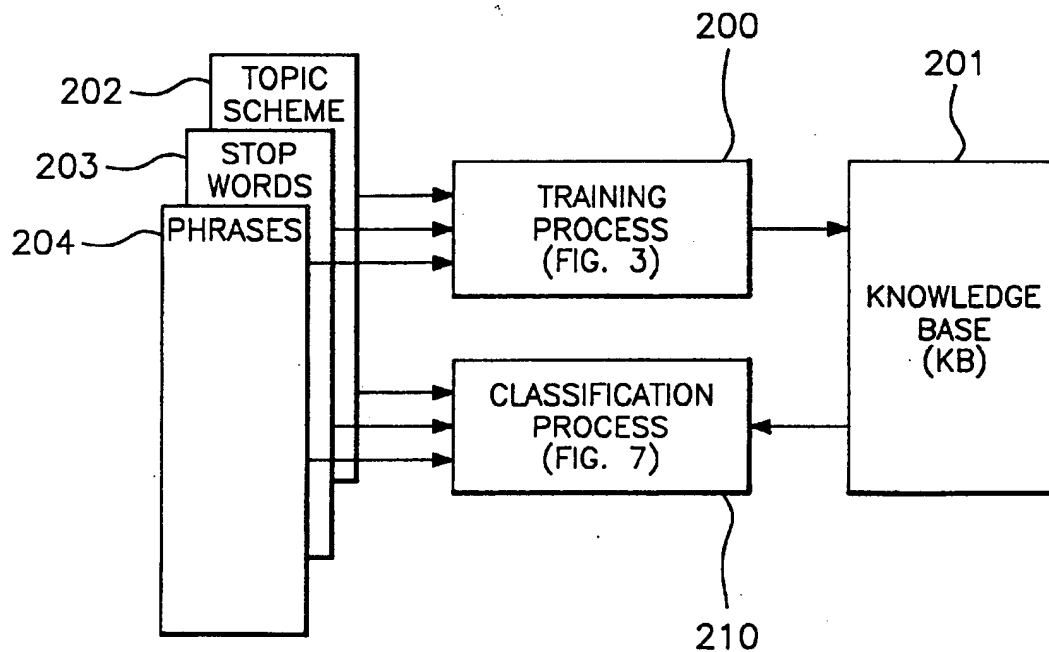 200
201
202
TOPIC
SCHEME
203
STOP
WORDS
204
PHRASES
TRAINING
PROCESS
(FIG. 3)
KNOWLEDGE
BASE
(KB)
CLASSIFICATION
PROCESS
(FIG. 7)
210